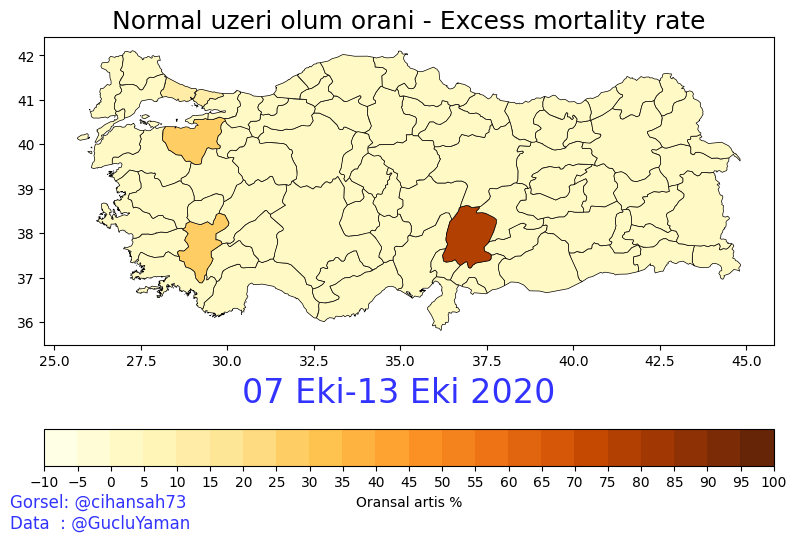 Normal uzeri olum orani - Excess mortality rate
42
41
40
39
38
37
36
25.0 27.5 30.0 32.5 35.0 37.5 40.0 42.5 45.0
07 Eki-13 Eki 2020
−10 −5 0 5 10 15 20 25 30 35 40 45 50 55 60 65 70 75 80 85 90 95 100
Oransal artis %
Gorsel: @cihansah73
Data  : @GucluYaman